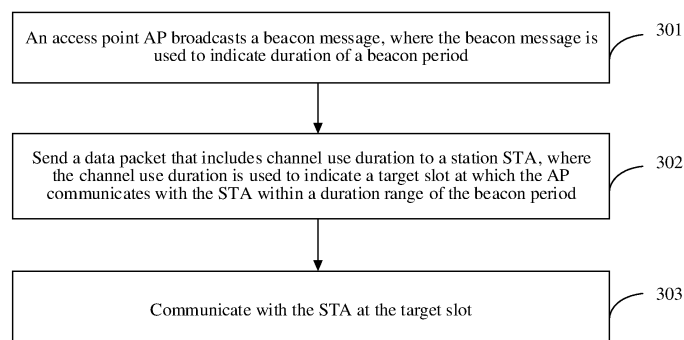 An access point AP broadcasts a beacon message, where the beacon message is
used to indicate duration of a beacon period
301
Send a data packet that includes channel use duration to a station STA, where
the channel use duration is used to indicate a target slot at which the AP
communicates with the STA within a duration range of the beacon period
302
Communicate with the STA at the target slot
303